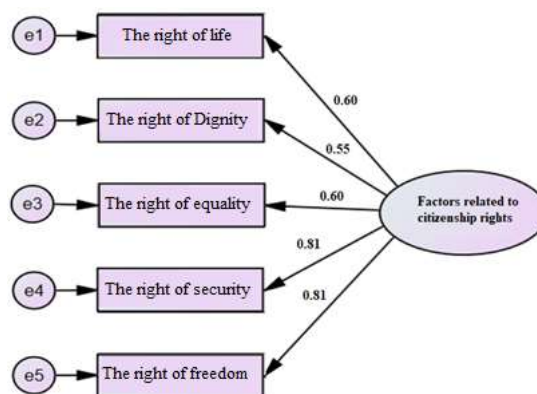 e1
The right of life
0.60
e2
The right of Dignity
0.55
e3
The right of equality
0.60
Factors related to
citizenship rights
e4
The right of security
0.81
e5
The right of freedom
0.81